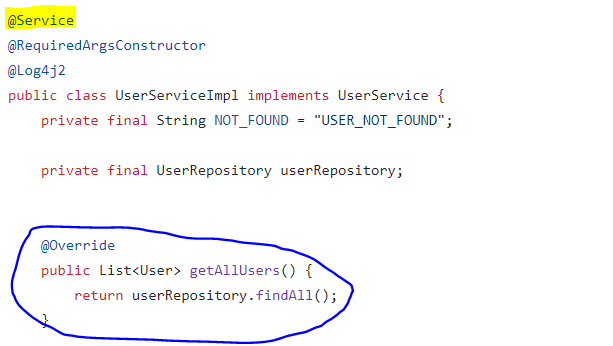 @Service
@RequiredArgsConstructor
@Log4j2
public class UserServiceImpl implements UserService {
private final String NOT_FOUND = "USER_NOT_FOUND";
private final UserRepository userRepository;
@Override
public List<User> getAllUsers() {
return userRepository.findAll();
}